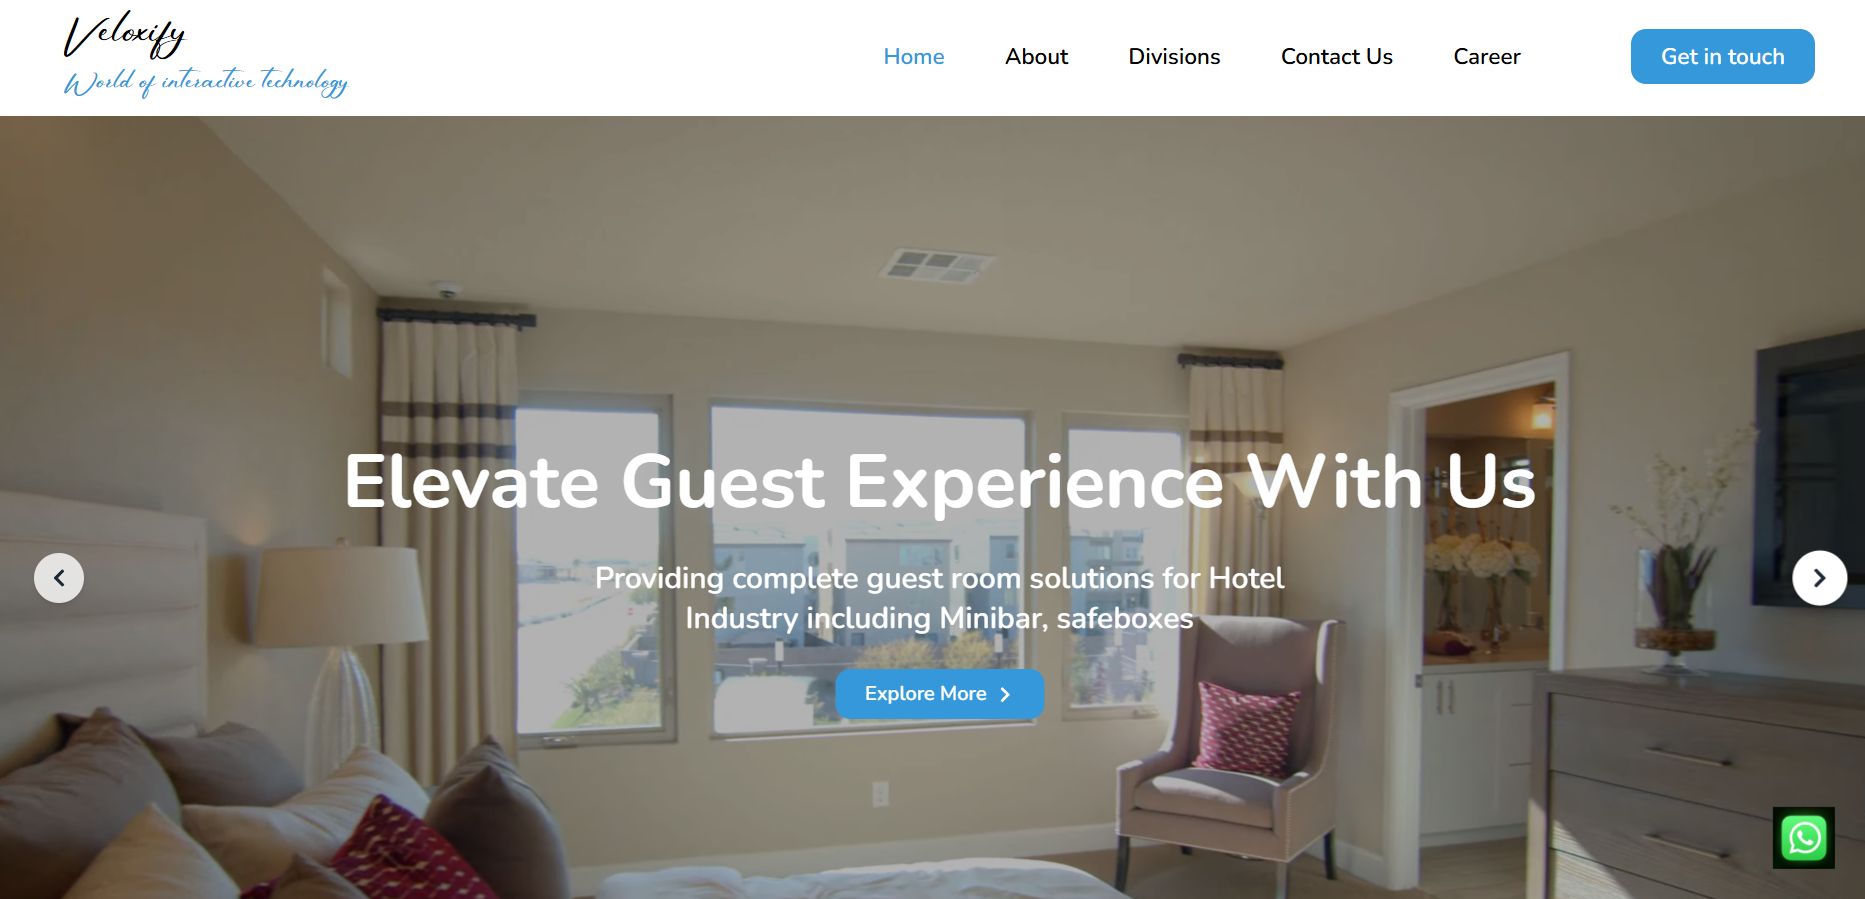 Veloxify
World of interactive technology
Home About Divisions Contact Us Career Get in touch
Elevate Guest Experience With Us
Providing complete guest room solutions for Hotel
Industry including Minibar, safeboxes
Explore More